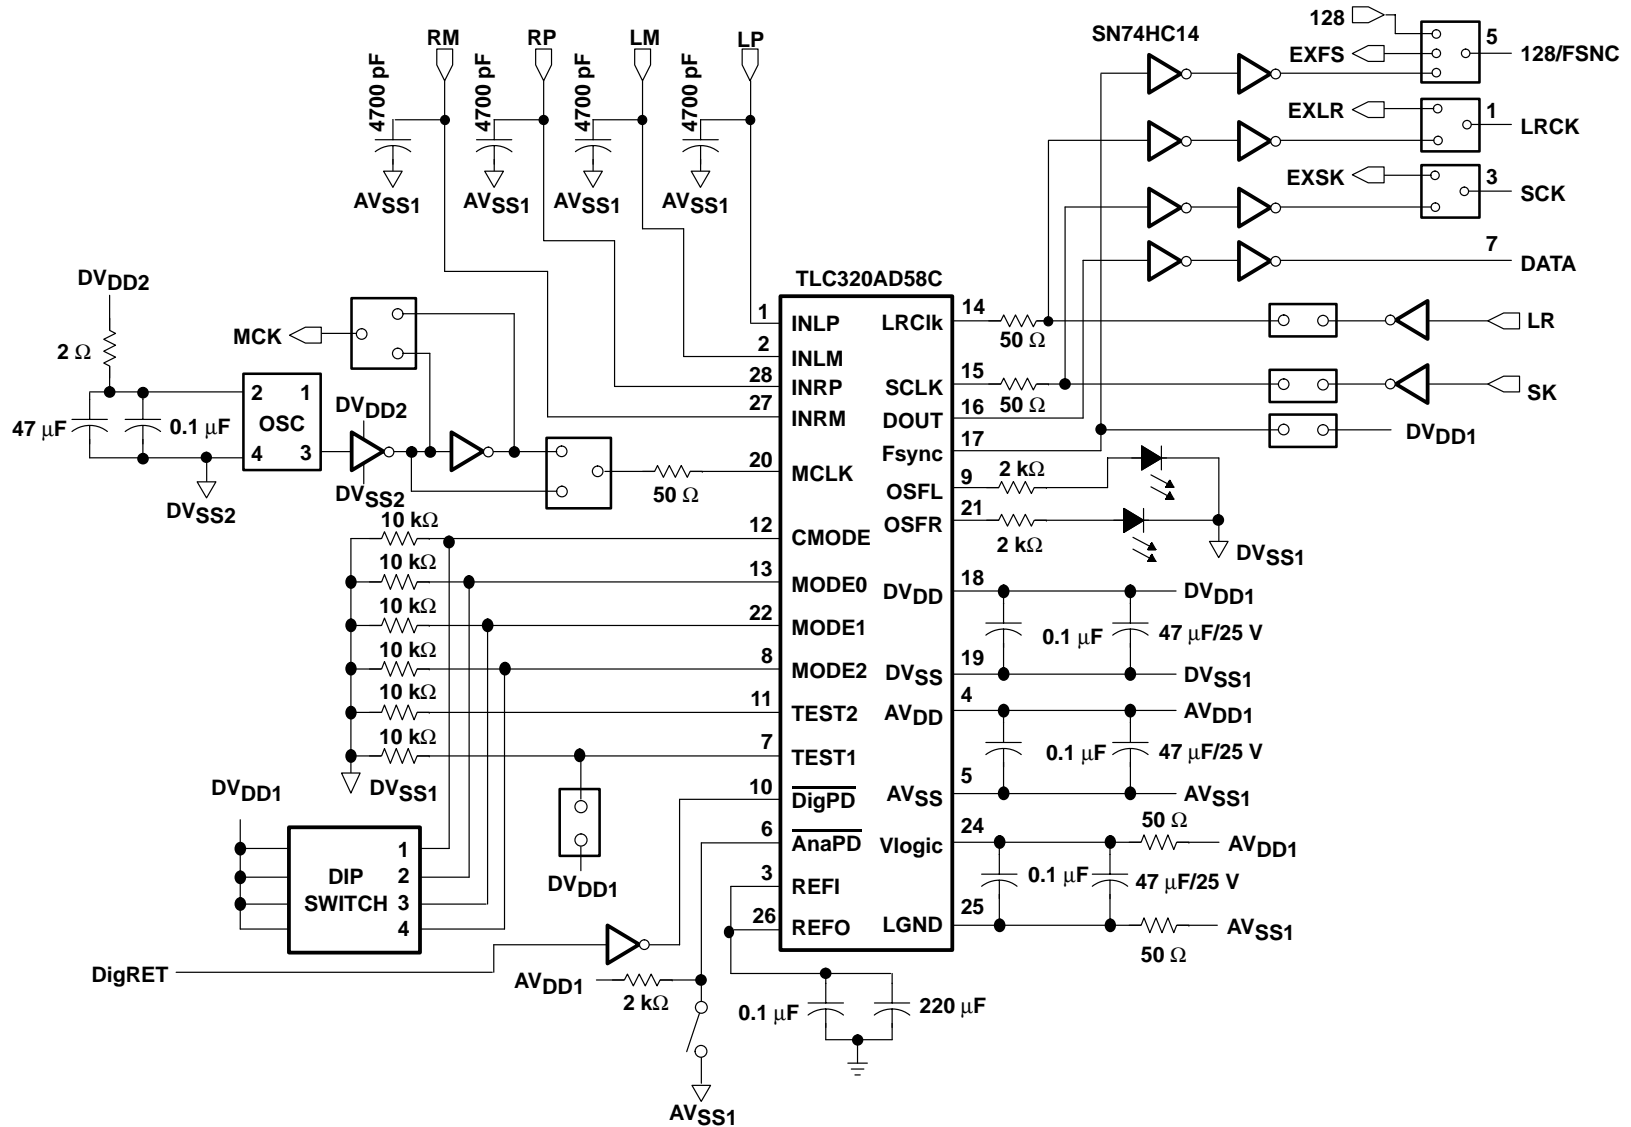 RM
RP
LM
LP
4700 pF
4700 pF
4700 pF
4700 pF
AVSS1
AVSS1
AVSS1
AVSS1
SN74HC14
128
EXFS
5
128/FSNC
EXLR
1
LRCK
EXSK
3
SCK
7
DATA
LR
SK
DVDD1
DVDD2
2 Ω
47 μF
0.1 μF
2
1
OSC
4
3
DVSS2
MCK
DVDD2
DVSS2
50 Ω
TLC320AD58C
1
INLP
2
INLM
28
INRP
27
INRM
20
MCLK
12
CMODE
13
MODE0
22
MODE1
8
MODE2
11
TEST2
7
TEST1
10
DigPD
6
AnaPD
3
REFI
26
REFO
LRClk
14
50 Ω
SCLK
15
50 Ω
DOUT
16
Fsync
17
OSFL
9
2 kΩ
OSFR
21
2 kΩ
DVSS1
DVDD
18
DVDD1
0.1 μF
47 μF/25 V
DVSS
19
DVSS1
AVDD
4
AVDD1
0.1 μF
47 μF/25 V
AVSS
5
AVSS1
Vlogic
24
50 Ω
AVDD1
0.1 μF
47 μF/25 V
LGND
25
AVSS1
50 Ω
10 kΩ
10 kΩ
10 kΩ
10 kΩ
10 kΩ
10 kΩ
DVSS1
DVDD1
DIP
SWITCH
1
2
3
4
DVDD1
DigRET
AVDD1
2 kΩ
AVSS1
0.1 μF
220 μF